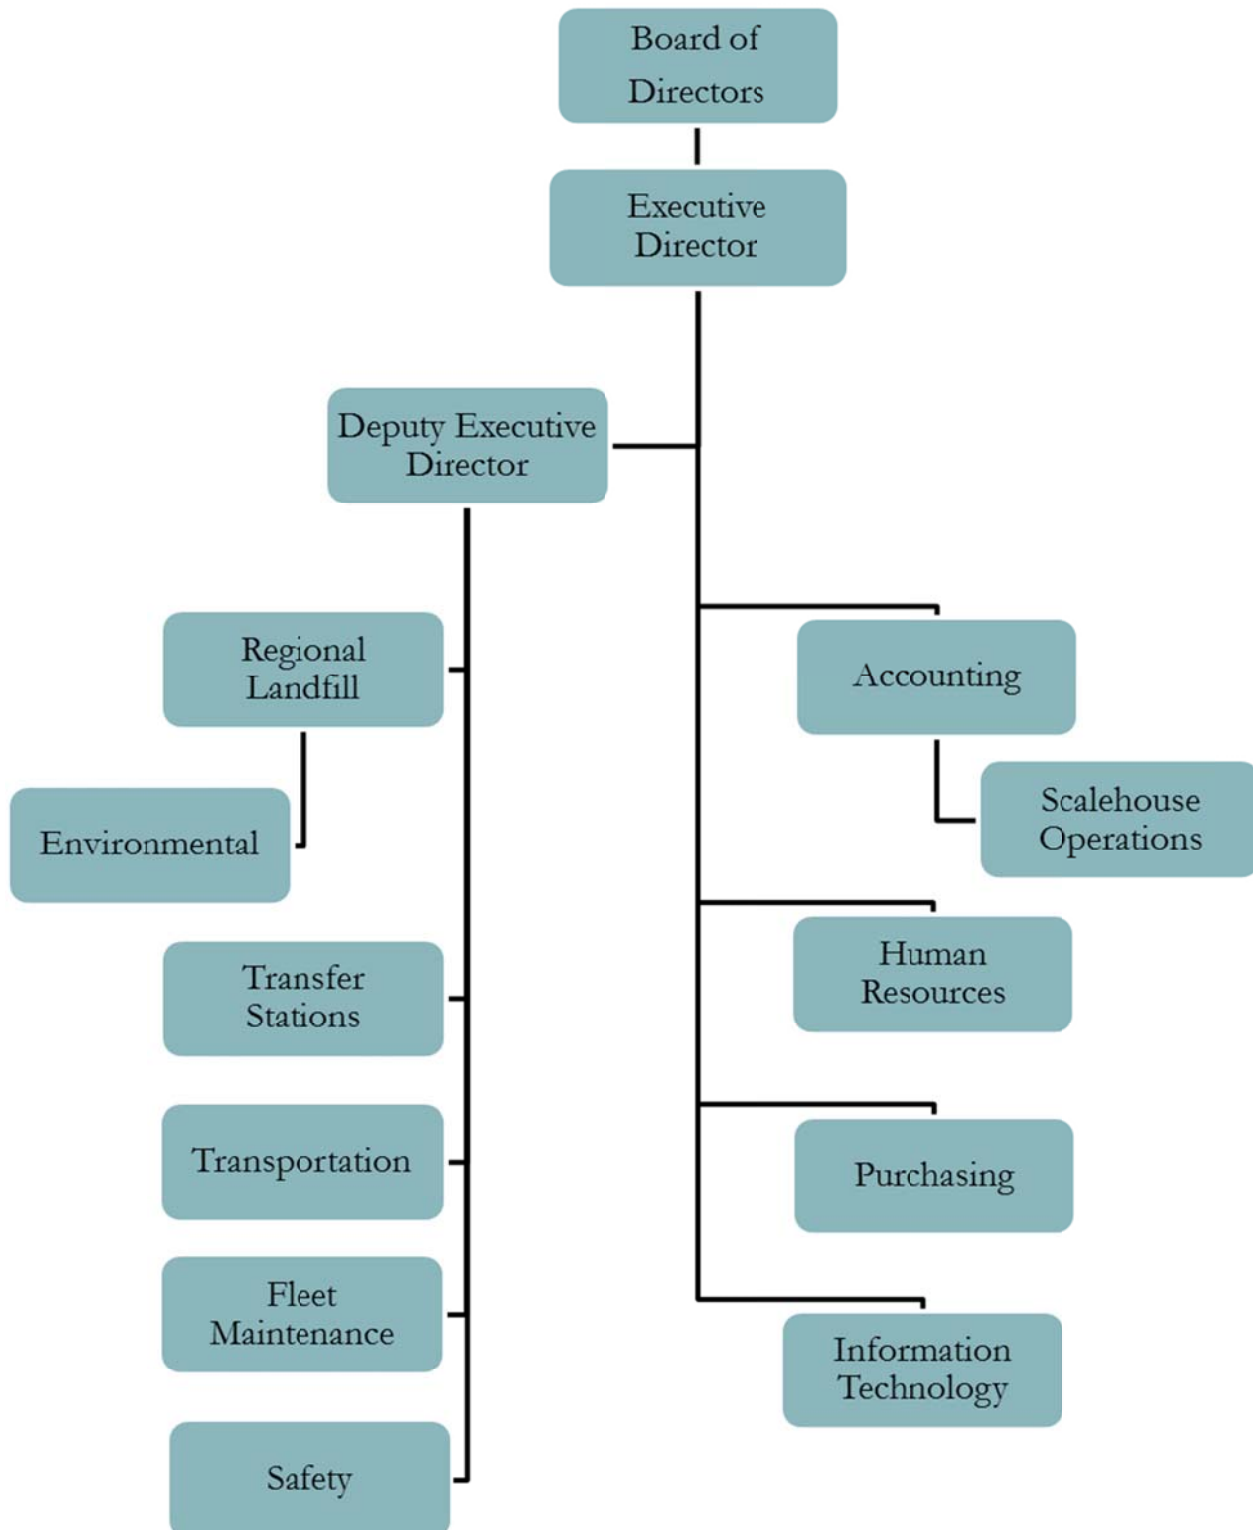 Board of
Directors
Executive
Director
Deputy Executive
Director
Regional
Landfill
Accounting
Environmental
Scalehouse
Operations
Transfer
Stations
Human
Resources
Transportation
Purchasing
Fleet
Maintenance
Information
Technology
Safety